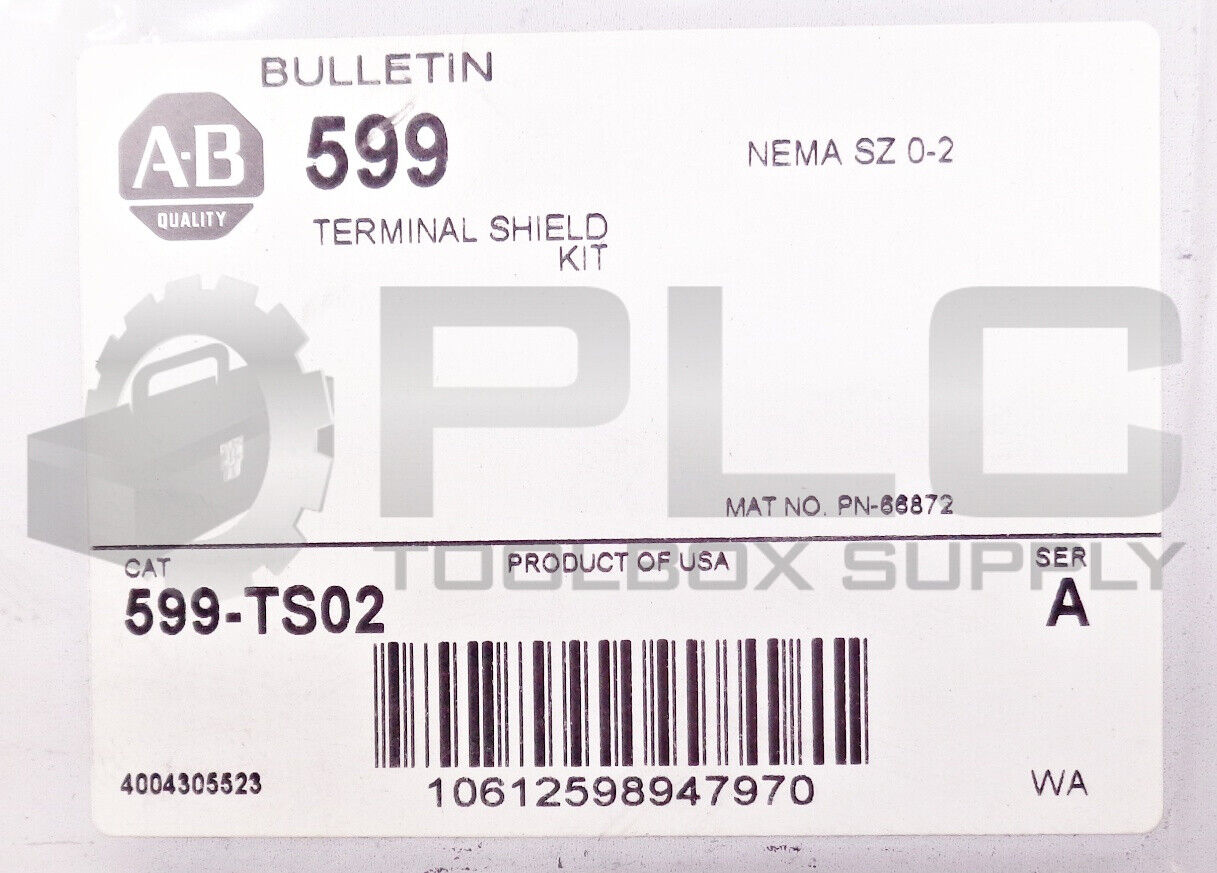 BULLETIN
A-B
QUALITY
599
NEMA SZ 0-2
TERMINAL SHIELD
KIT
PLC
TOOLBOX SUPPLY
MAT NO. PN-66872
CAT
PRODUCT OF USA
SER
599-TS02
A
4004305523
10612598947970
WA